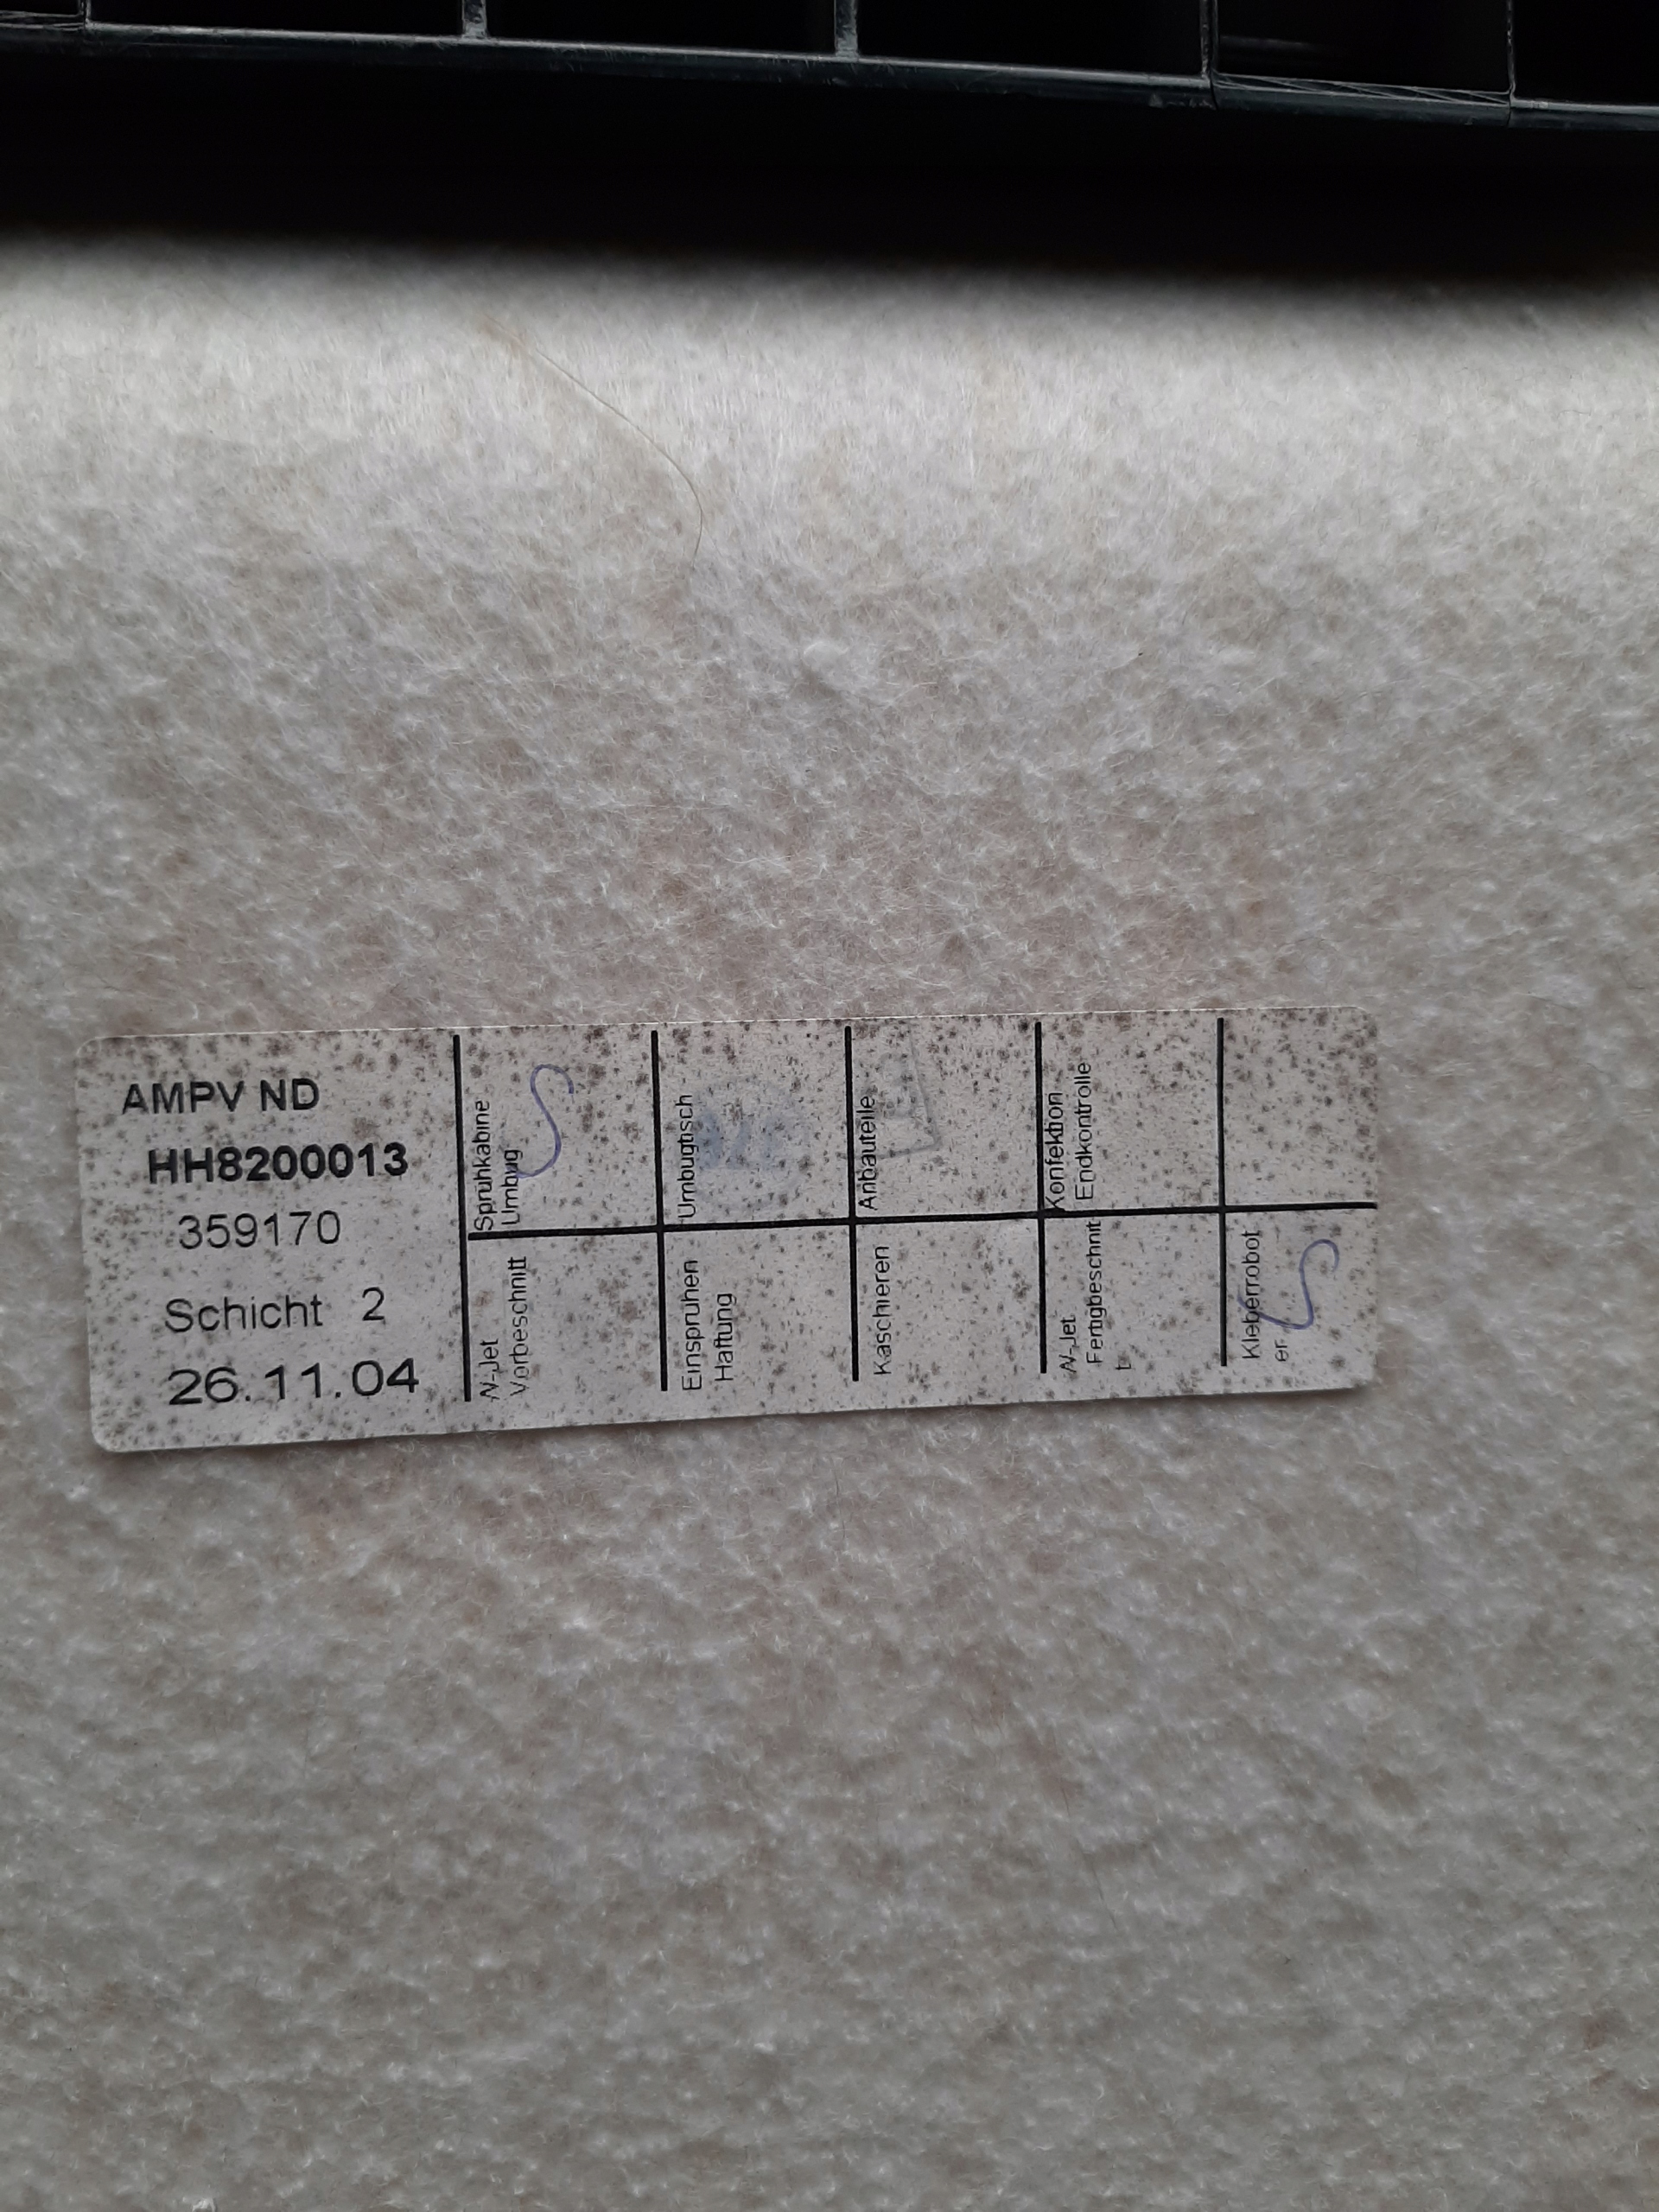 AMPV ND
HH8200013
359170
Schicht 2
26.11.04
Sprühkabine
Umbug
Umbugtisch
Anbauteile
Konfektion
Endkontrolle
W-Jet
Vorbeschnitt
Einsprühen
Haftung
Kaschieren
W-Jet
Fertigbeschnit
t
Kleberrobot
er